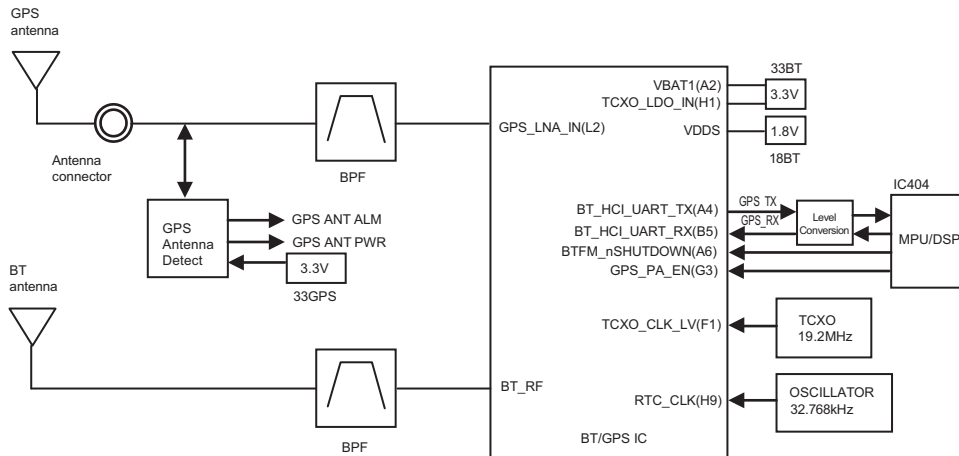 GPS
antenna
Antenna
connector
BPF
GPS
Antenna
Detect
GPS ANT ALM
GPS ANT PWR
3.3V
33GPS
BT
antenna
BPF
GPS_LNA_IN(L2)
BT_RF
VBAT1(A2)
TCXO_LDO_IN(H1)
VDDS
33BT
3.3V
1.8V
18BT
BT_HCI_UART_TX(A4)
BT_HCI_UART_RX(B5)
BTFM_nSHUTDOWN(A6)
GPS_PA_EN(G3)
GPS TX
GPS_RX
Level
Conversion
IC404
MPU/DSP
TCXO_CLK_LV(F1)
TCXO
19.2MHz
RTC_CLK(H9)
OSCILLATOR
32.768kHz
BT/GPS IC